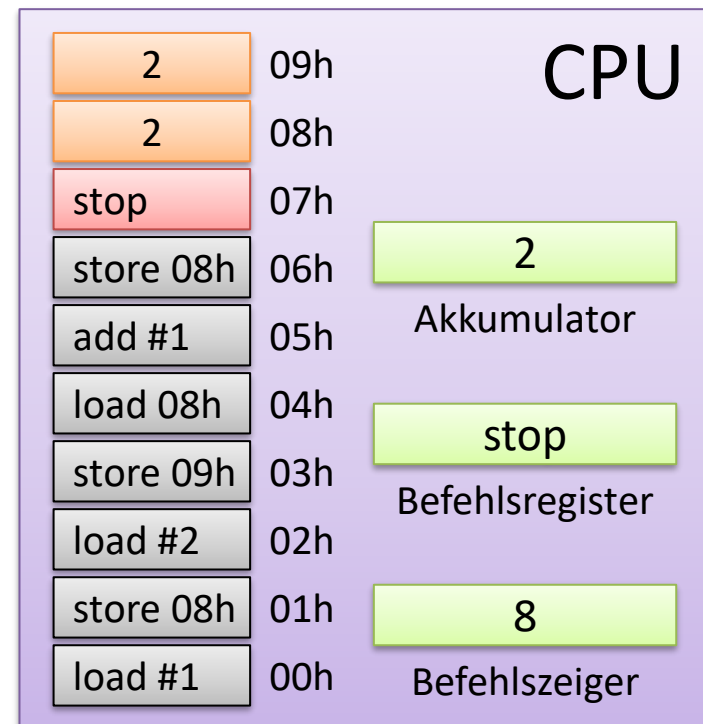 CPU
2 09h
2 08h
stop 07h
store 08h 06h
add #1 05h
load 08h 04h
store 09h 03h
load #2 02h
store 08h 01h
load #1 00h
2
Akkumulator
stop
Befehlsregister
8
Befehlszeiger